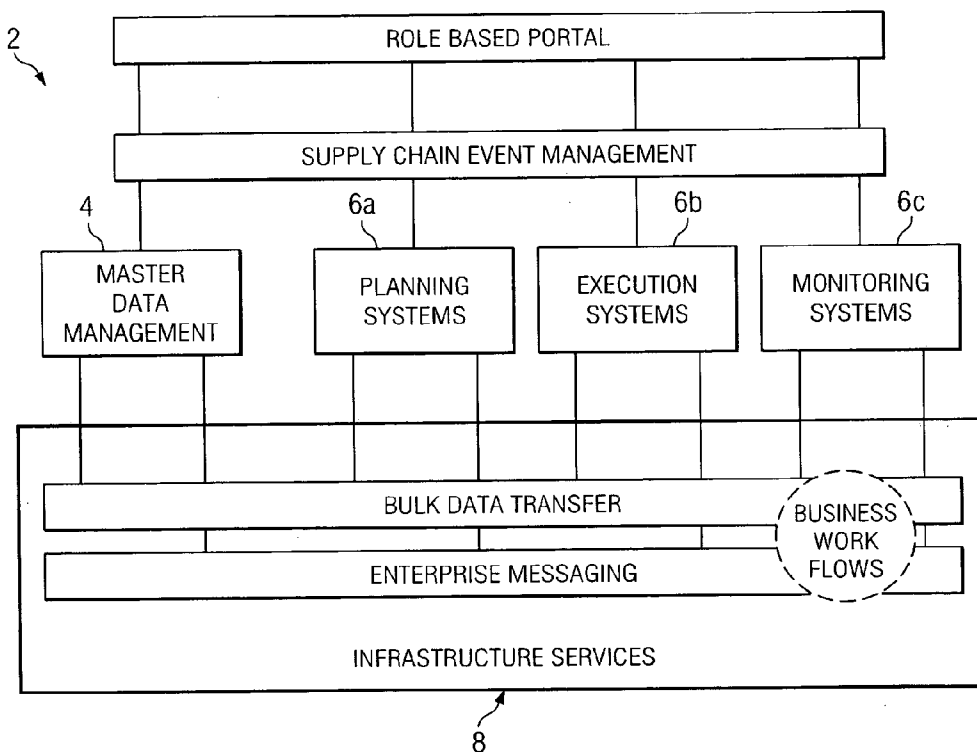 2
ROLE BASED PORTAL
SUPPLY CHAIN EVENT MANAGEMENT
4
6a
6b
6c
MASTER
DATA
MANAGEMENT
PLANNING
SYSTEMS
EXECUTION
SYSTEMS
MONITORING
SYSTEMS
BULK DATA TRANSFER
BUSINESS
WORK
FLOWS
ENTERPRISE MESSAGING
INFRASTRUCTURE SERVICES
8